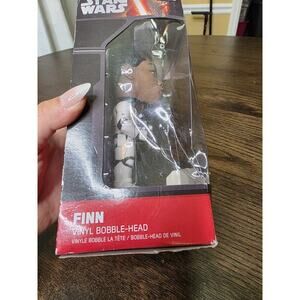 STAR
WARS
FINN
VINYL BOBBLE-HEAD
VINYLE BOBBLE LA TÊTE / BOBBLE-HEAD DE VINIL